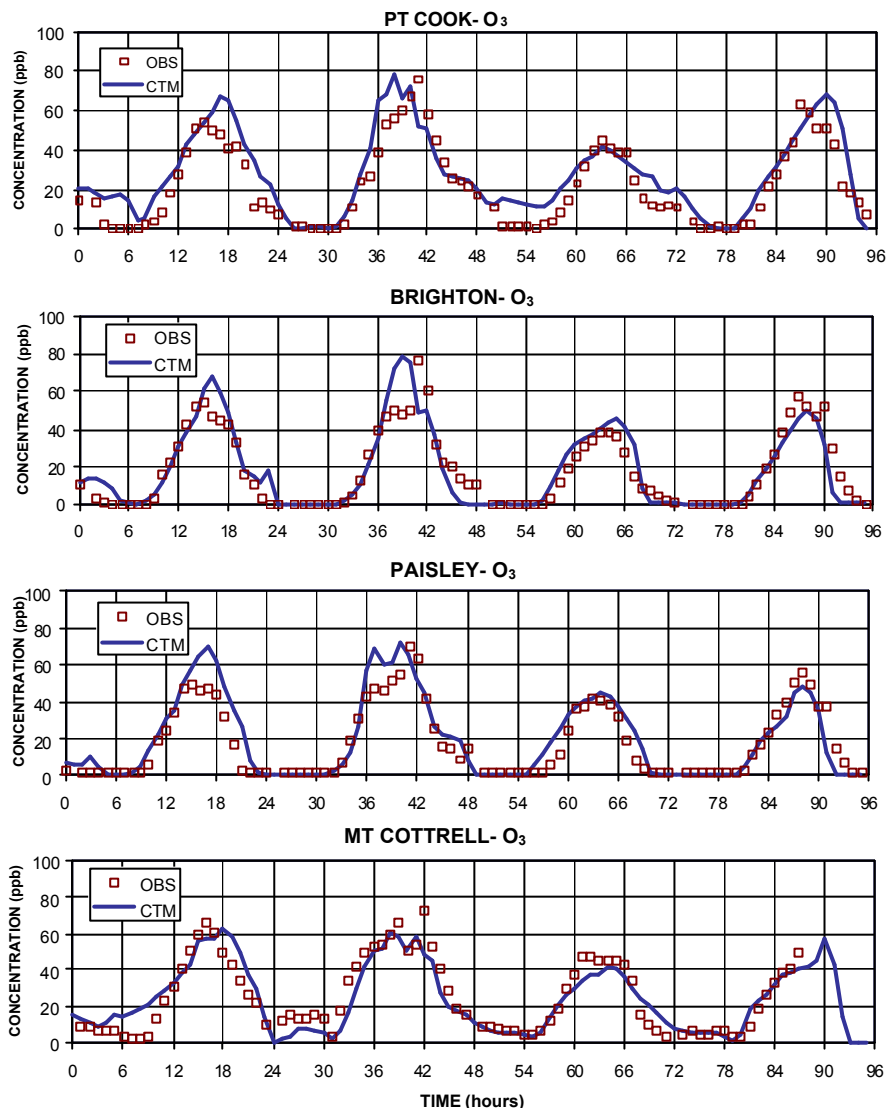 PT COOK- O₃
CONCENTRATION (ppb)
100
80
60
40
20
0
OBS
CTM
0 6 12 18 24 30 36 42 48 54 60 66 72 78 84 90 96
BRIGHTON- O₃
CONCENTRATION (ppb)
100
80
60
40
20
0
OBS
CTM
0 6 12 18 24 30 36 42 48 54 60 66 72 78 84 90 96
PAISLEY- O₃
CONCENTRATION (ppb)
100
80
60
40
20
0
OBS
CTM
0 6 12 18 24 30 36 42 48 54 60 66 72 78 84 90 96
MT COTTRELL- O₃
CONCENTRATION (ppb)
100
80
60
40
20
0
OBS
CTM
0 6 12 18 24 30 36 42 48 54 60 66 72 78 84 90 96
TIME (hours)